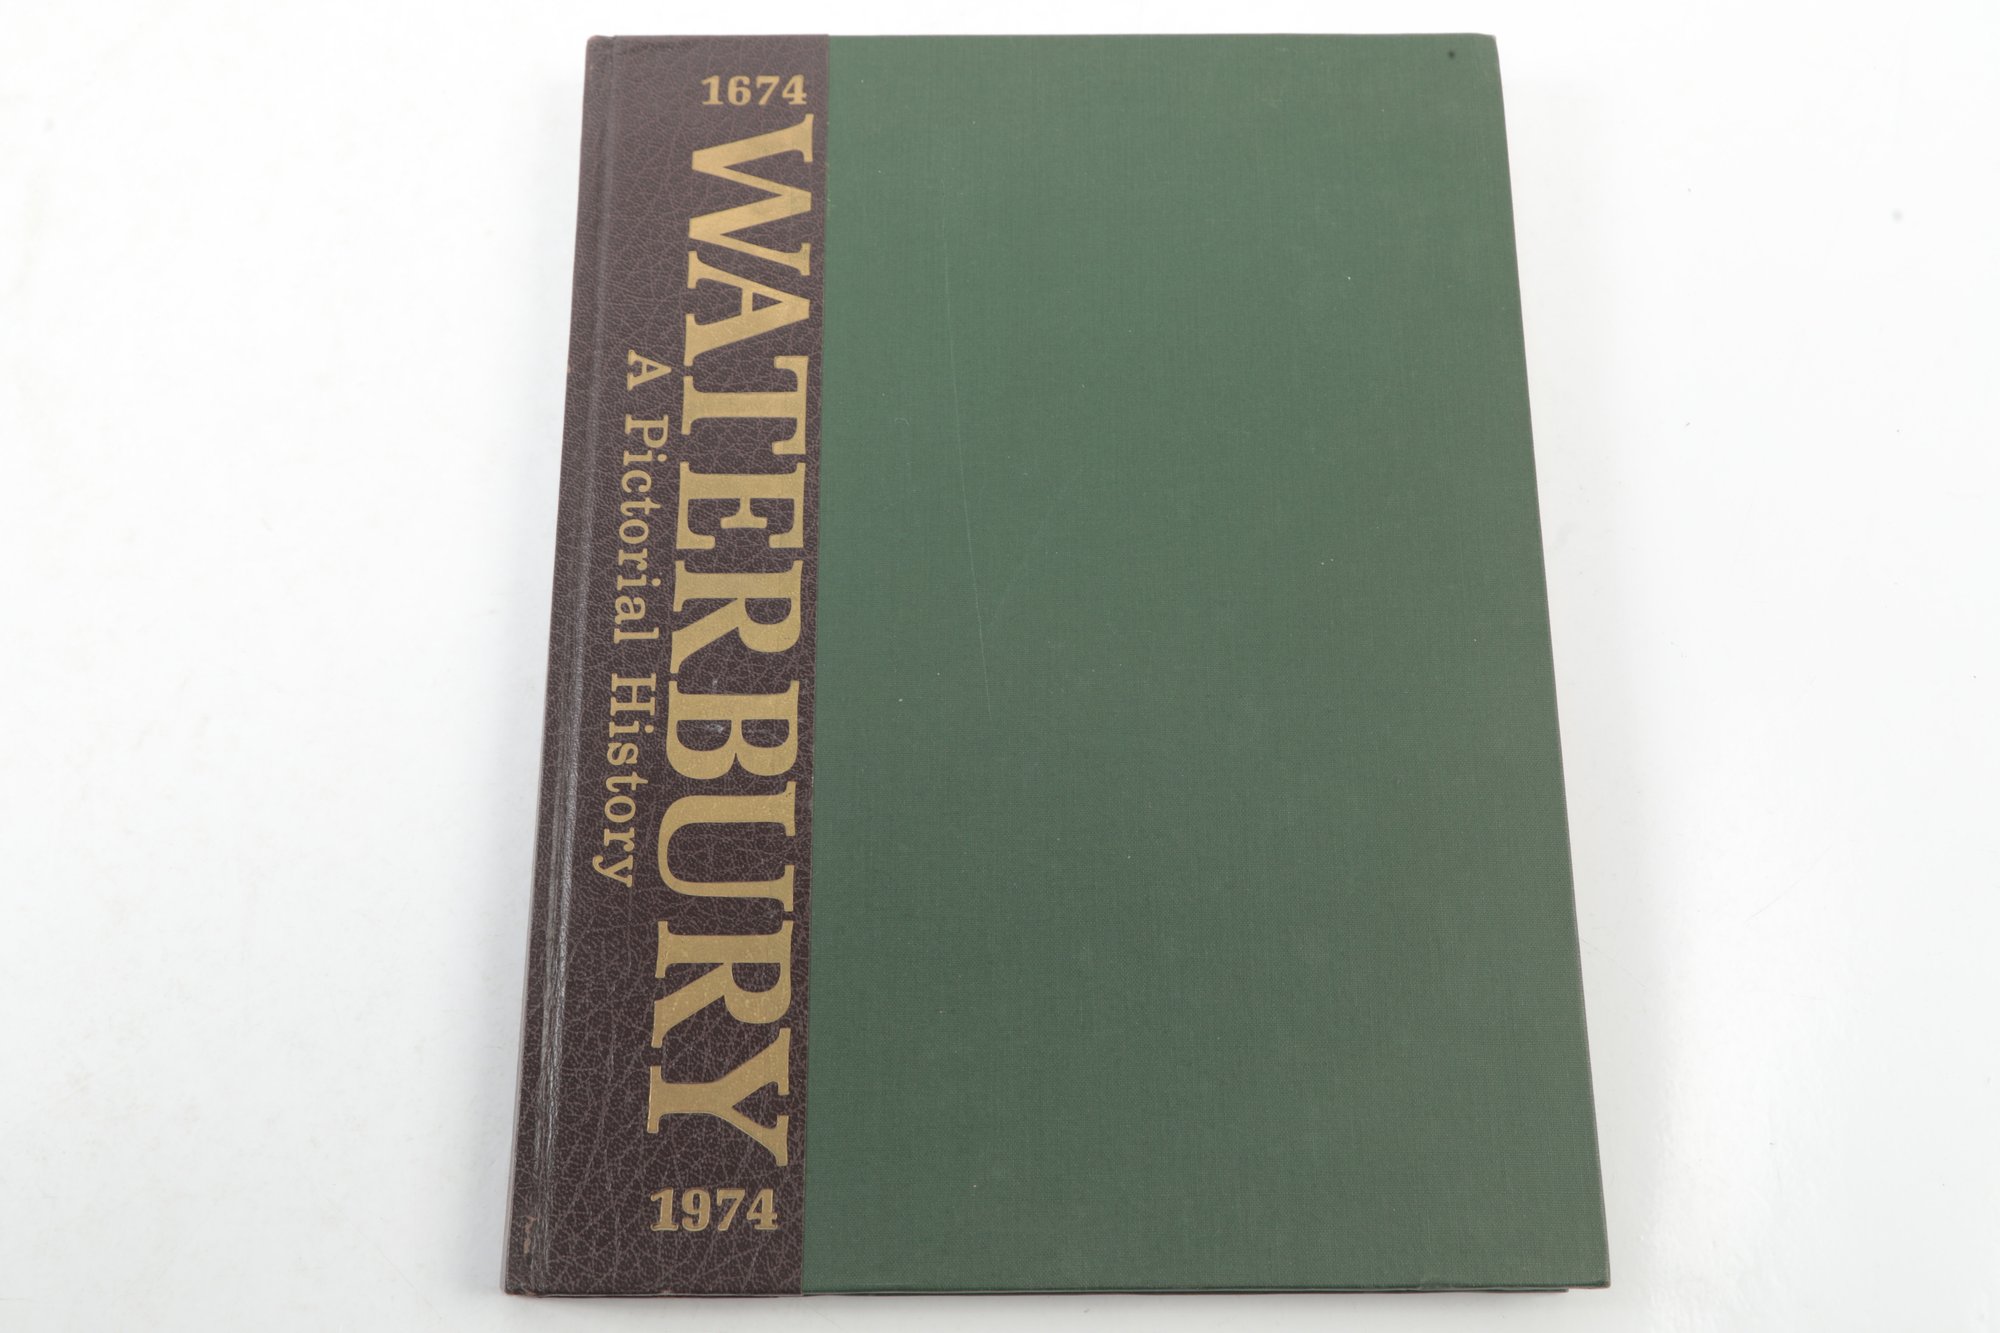 1674
WATERBURY
A Pictorial History
1974